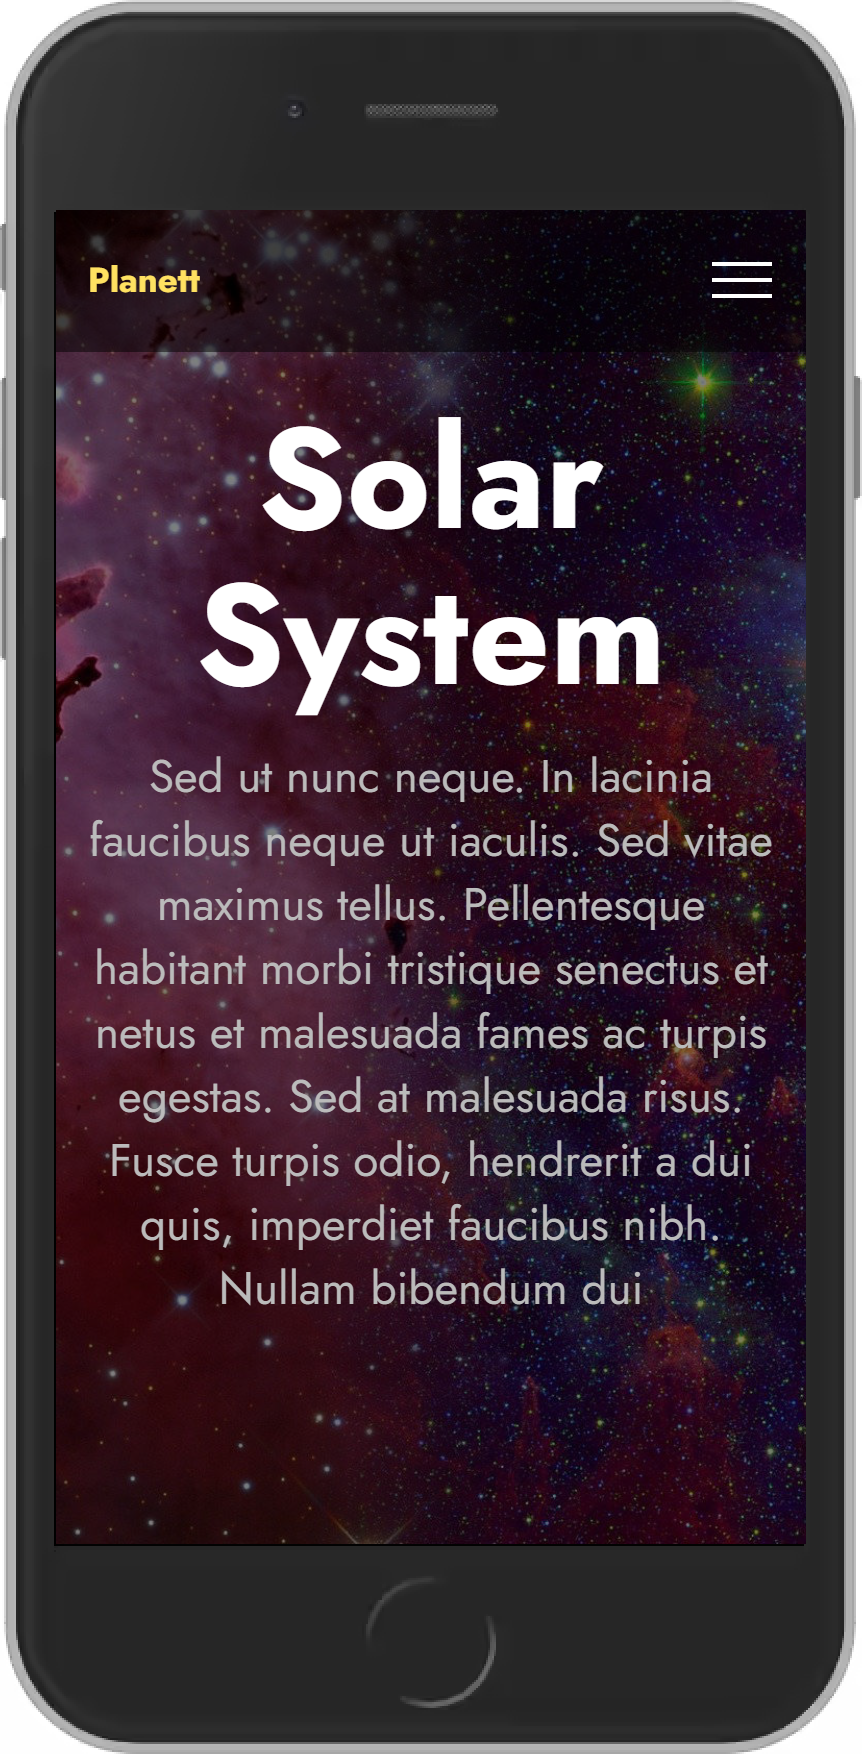 Planett
Solar
System
Sed ut nunc neque. In lacinia
faucibus neque ut iaculis. Sed vitae
maximus tellus. Pellentesque
habitant morbi tristique senectus et
netus et malesuada fames ac turpis
egestas. Sed at malesuada risus.
Fusce turpis odio, hendrerit a dui
quis, imperdiet faucibus nibh.
Nullam bibendum dui